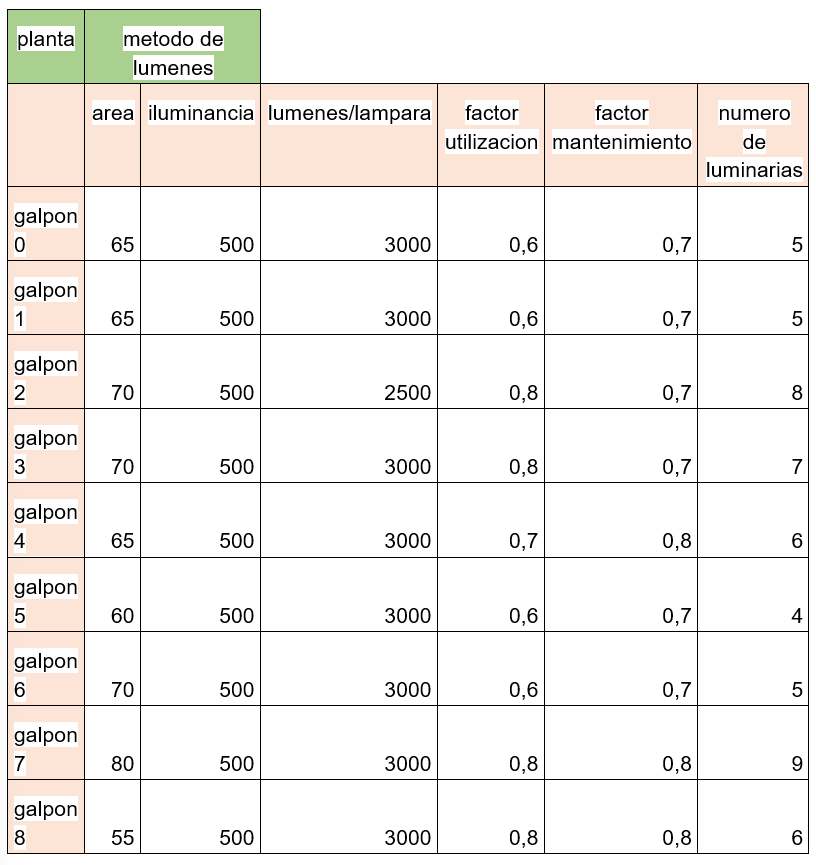 planta metodo de
lumenes
area iluminancia lumenes/lampara factor factor numero
utilizacion mantenimiento de
luminarias
galpon
0 65 500 3000 0,6 0,7 5
galpon
1 65 500 3000 0,6 0,7 5
galpon
2 70 500 2500 0,8 0,7 8
galpon
3 70 500 3000 0,8 0,7 7
galpon
4 65 500 3000 0,7 0,8 6
galpon
5 60 500 3000 0,6 0,7 4
galpon
6 70 500 3000 0,6 0,7 5
galpon
7 80 500 3000 0,8 0,8 9
galpon
8 55 500 3000 0,8 0,8 6